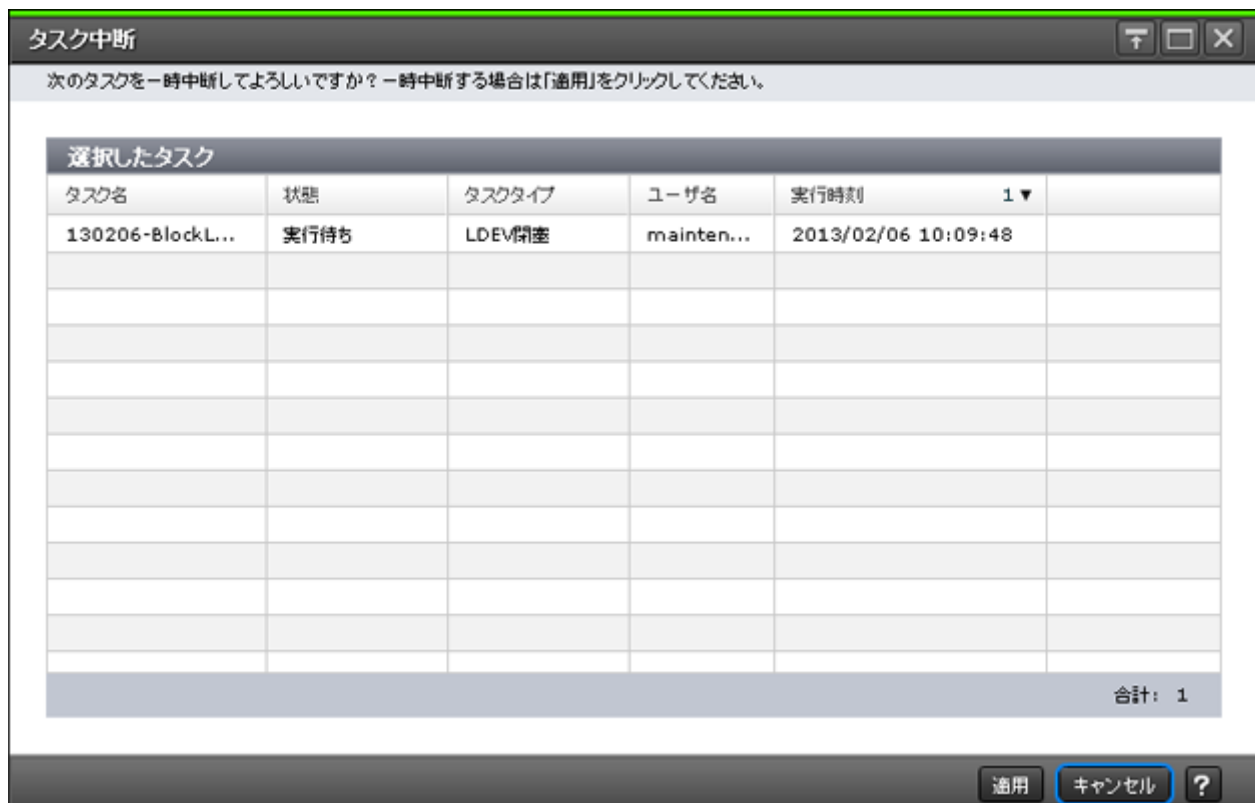 タスク中断
次のタスクを一時中断してよろしいですか？一時中断する場合は「適用」をクリックしてください。
選択したタスク
タスク名 状態 タスクタイプ ユーザ名 実行時刻 1▼
130206-BlockL... 実行待ち LDEV閉塞 mainten... 2013/02/06 10:09:48
合計: 1
適用 キャンセル ?